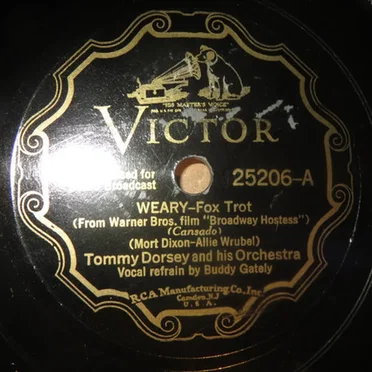 "HIS MASTER'S VOICE"
VICTOR
for
Broadcast
25206-A
WEARY-Fox Trot
(From Warner Bros. film "Broadway Hostess")
(Cansado)
(Mort Dixon-Allie Wrubel)
Tommy Dorsey and his Orchestra
Vocal refrain by Buddy Gately
RCA Manufacturing Co., Inc.
Camden, N.J.
U.S.A.